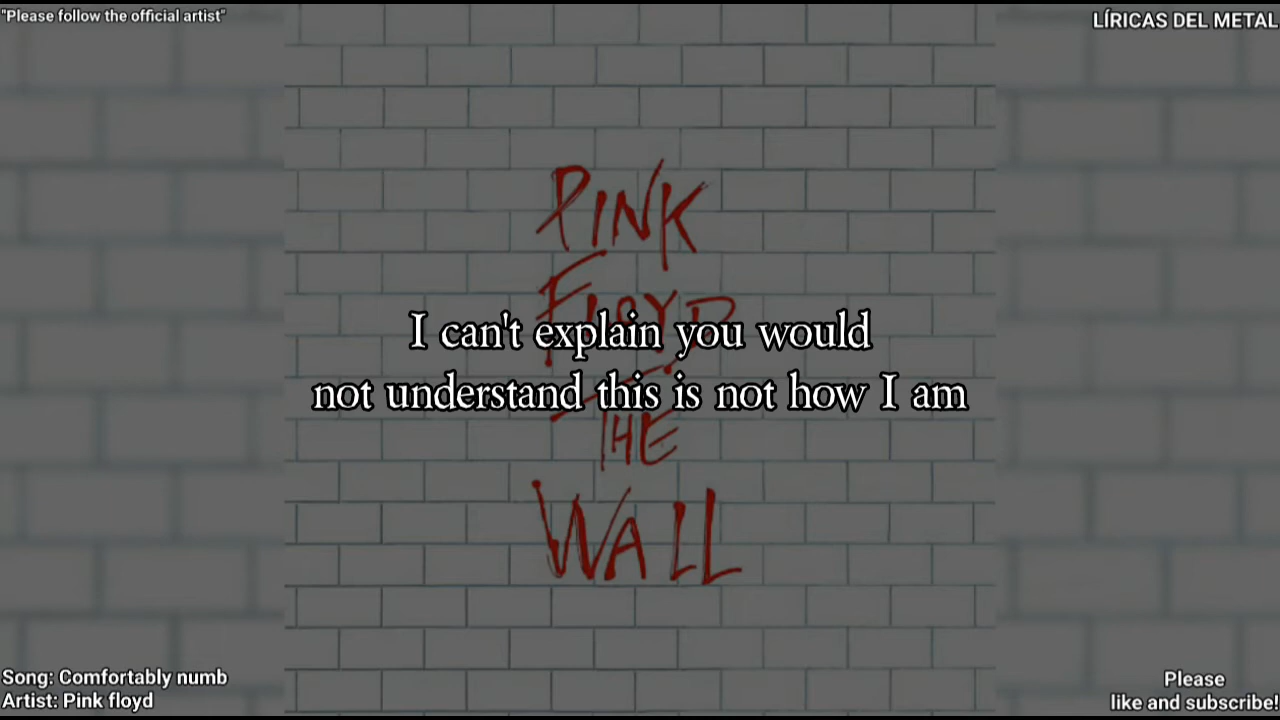 "Please follow the official artist"
LÍRICAS DEL METAL
PINK
FLOYD
I can't explain you would
not understand this is not how I am
THE
WALL
Song: Comfortably numb
Artist: Pink floyd
Please
like and subscribe!